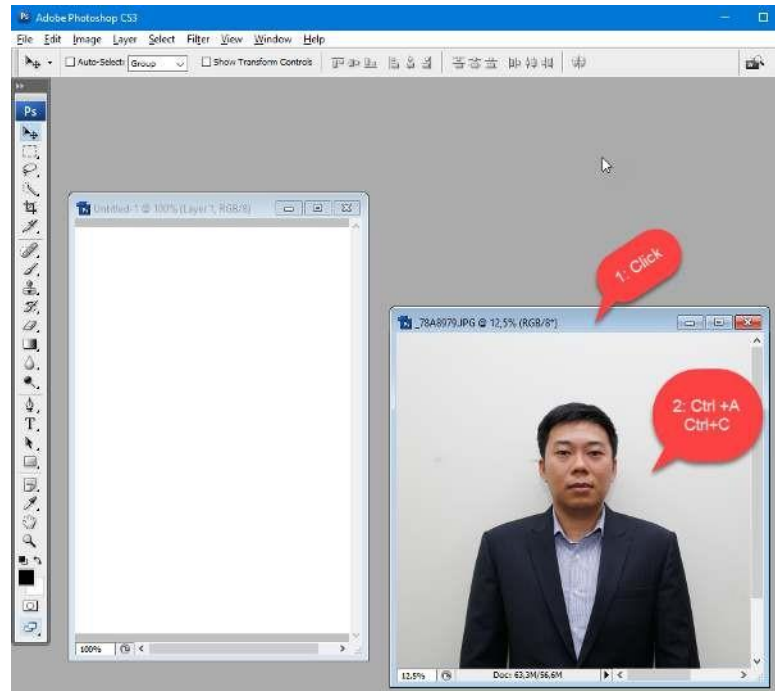 Adobe Photoshop CS3
File Edit Image Layer Select Filter View Window Help
Auto-Select: Group Show Transform Controls
Ps
Untitled-1 @ 100% (Layer 1, RGB/8)
1: Click
_78A8979.JPG @ 12,5% (RGB/8*)
2: Ctrl +A
Ctrl+C
T
100%
12.5% Doc: 63,3M/56,6M